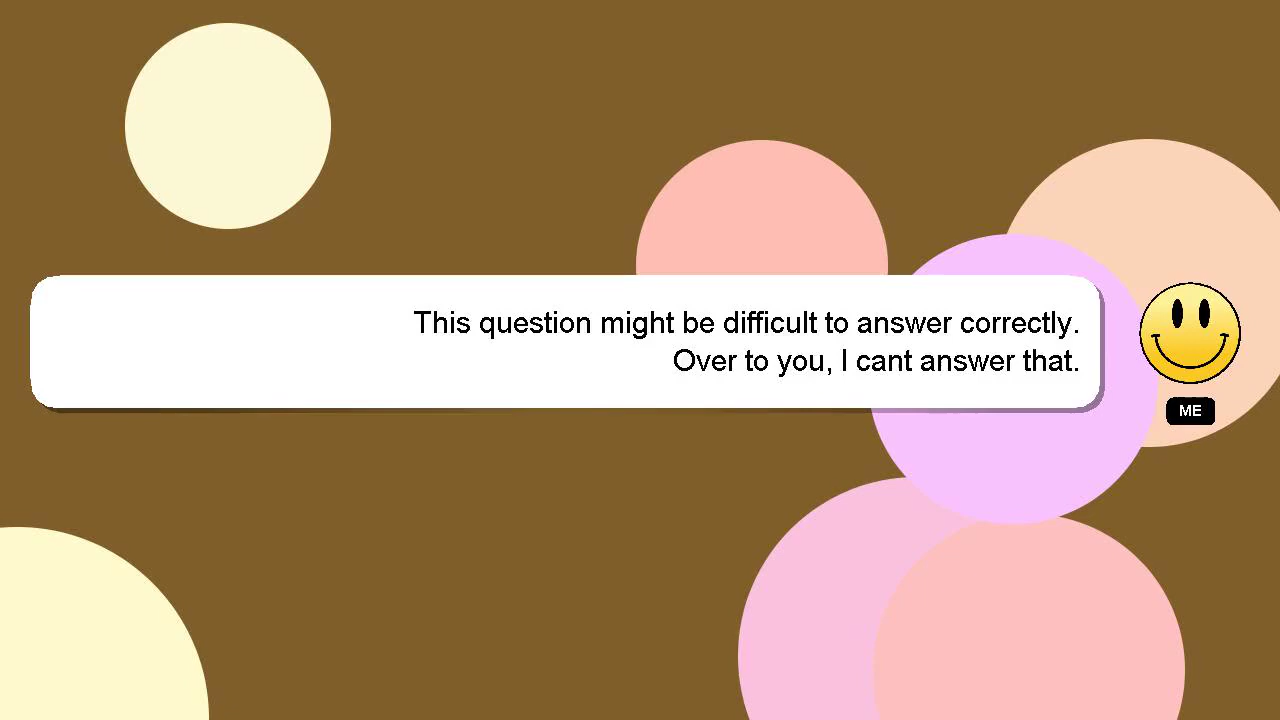 This question might be difficult to answer correctly.
Over to you, I cant answer that.
ME